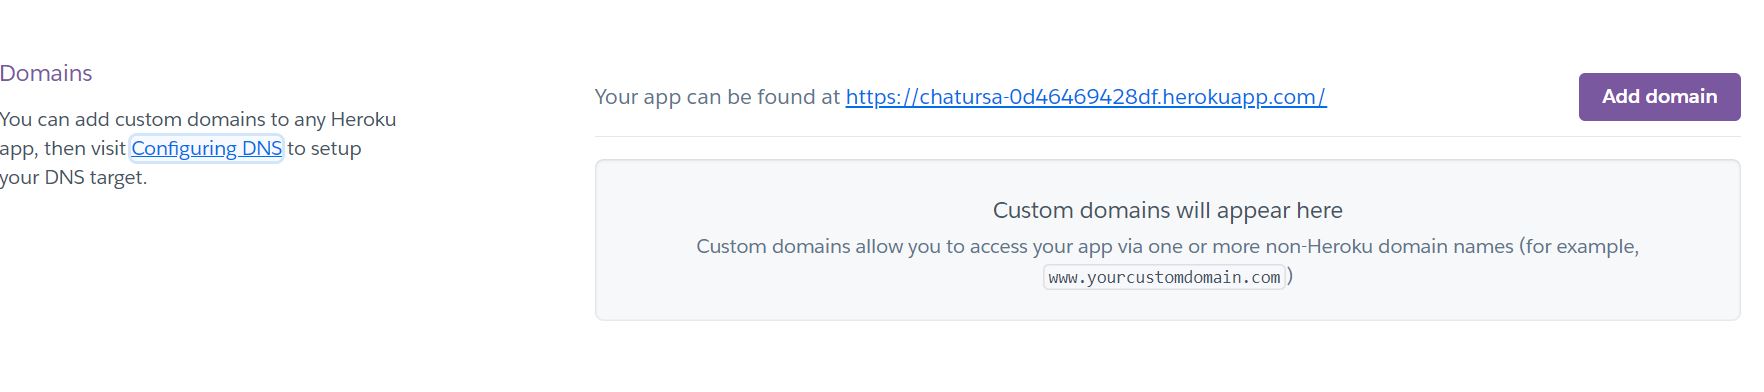 Domains
You can add custom domains to any Heroku
app, then visit Configuring DNS to setup
your DNS target.
Your app can be found at https://chatursa-0d46469428df.herokuapp.com/
Add domain
Custom domains will appear here
Custom domains allow you to access your app via one or more non-Heroku domain names (for example,
www.yourcustomdomain.com)